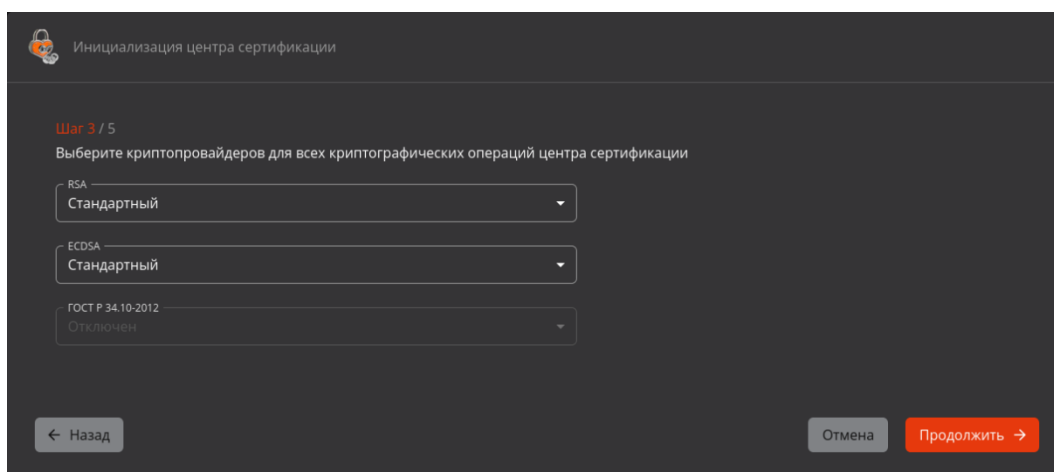 Инициализация центра сертификации
Шаг 3 / 5
Выберите криптопровайдеров для всех криптографических операций центра сертификации
RSA
Стандартный
ECDSA
Стандартный
ГОСТ Р 34.10-2012
Отключен
← Назад
Отмена
Продолжить →